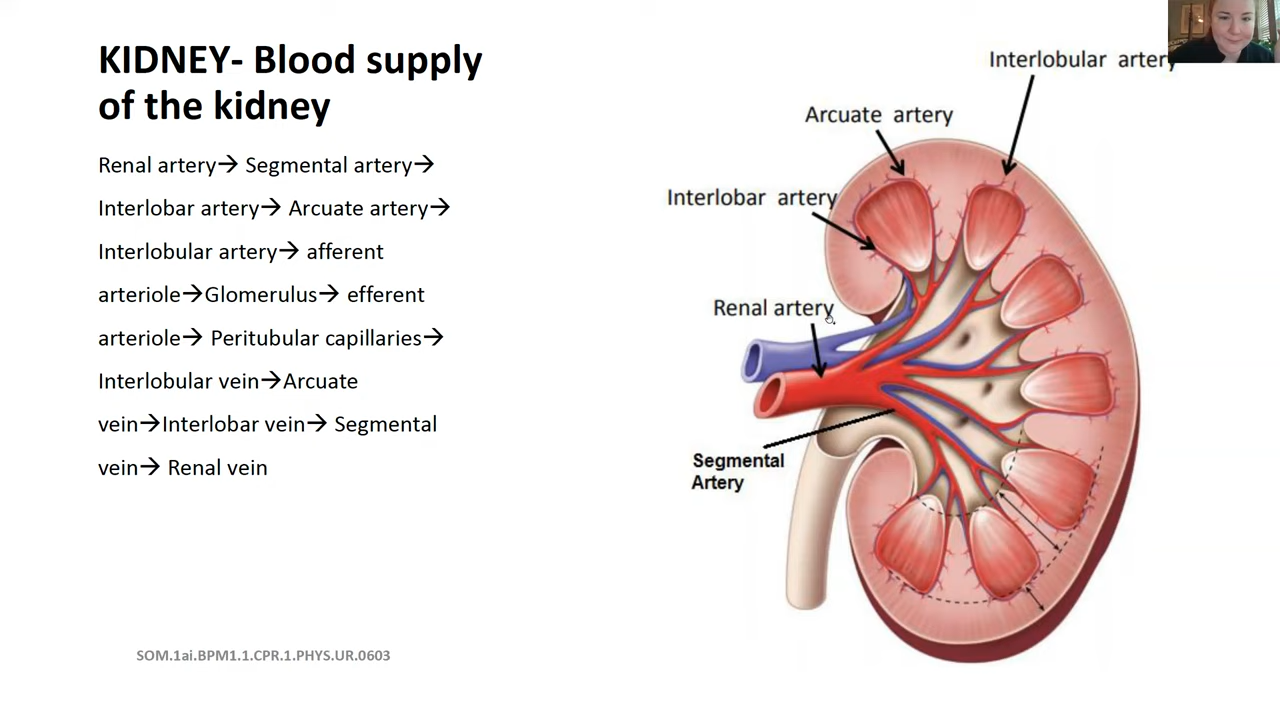 KIDNEY- Blood supply
of the kidney
Renal artery→ Segmental artery→
Interlobar artery→ Arcuate artery→
Interlobular artery→ afferent
arteriole→Glomerulus→ efferent
arteriole→ Peritubular capillaries→
Interlobular vein→Arcuate
vein→Interlobar vein→ Segmental
vein→ Renal vein
Interlobular artery
Arcuate artery
Interlobar artery
Renal artery
Segmental
Artery
SOM.1ai.BPM1.1.CPR.1.PHYS.UR.0603